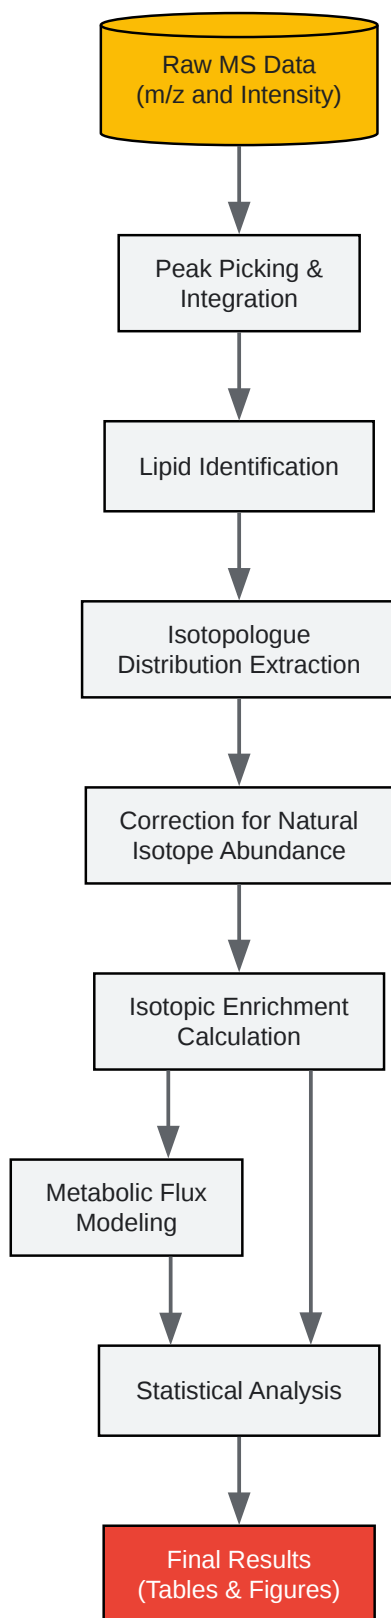 Raw MS Data
(m/z and Intensity)
Peak Picking &
Integration
Lipid Identification
Isotopologue
Distribution Extraction
Correction for Natural
Isotope Abundance
Isotopic Enrichment
Calculation
Metabolic Flux
Modeling
Statistical Analysis
Final Results
(Tables & Figures)